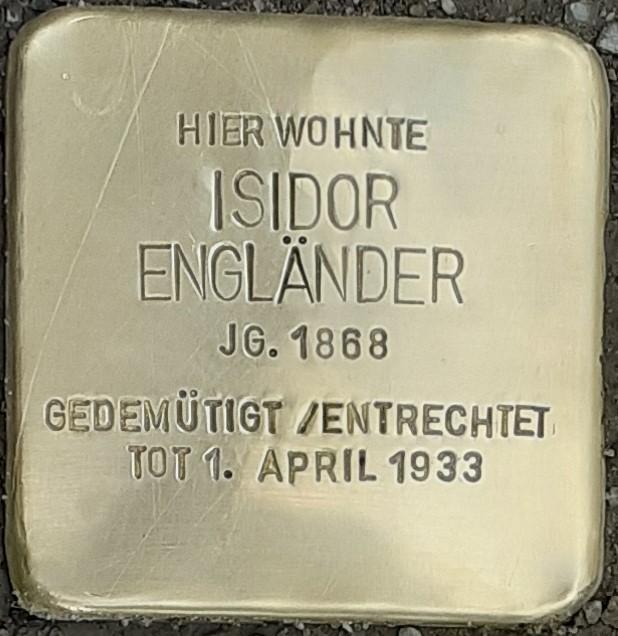 HIER WOHNTE
ISIDOR
ENGLÄNDER
JG. 1868
GEDEMÜTIGT / ENTRECHTET
TOT 1. APRIL 1933